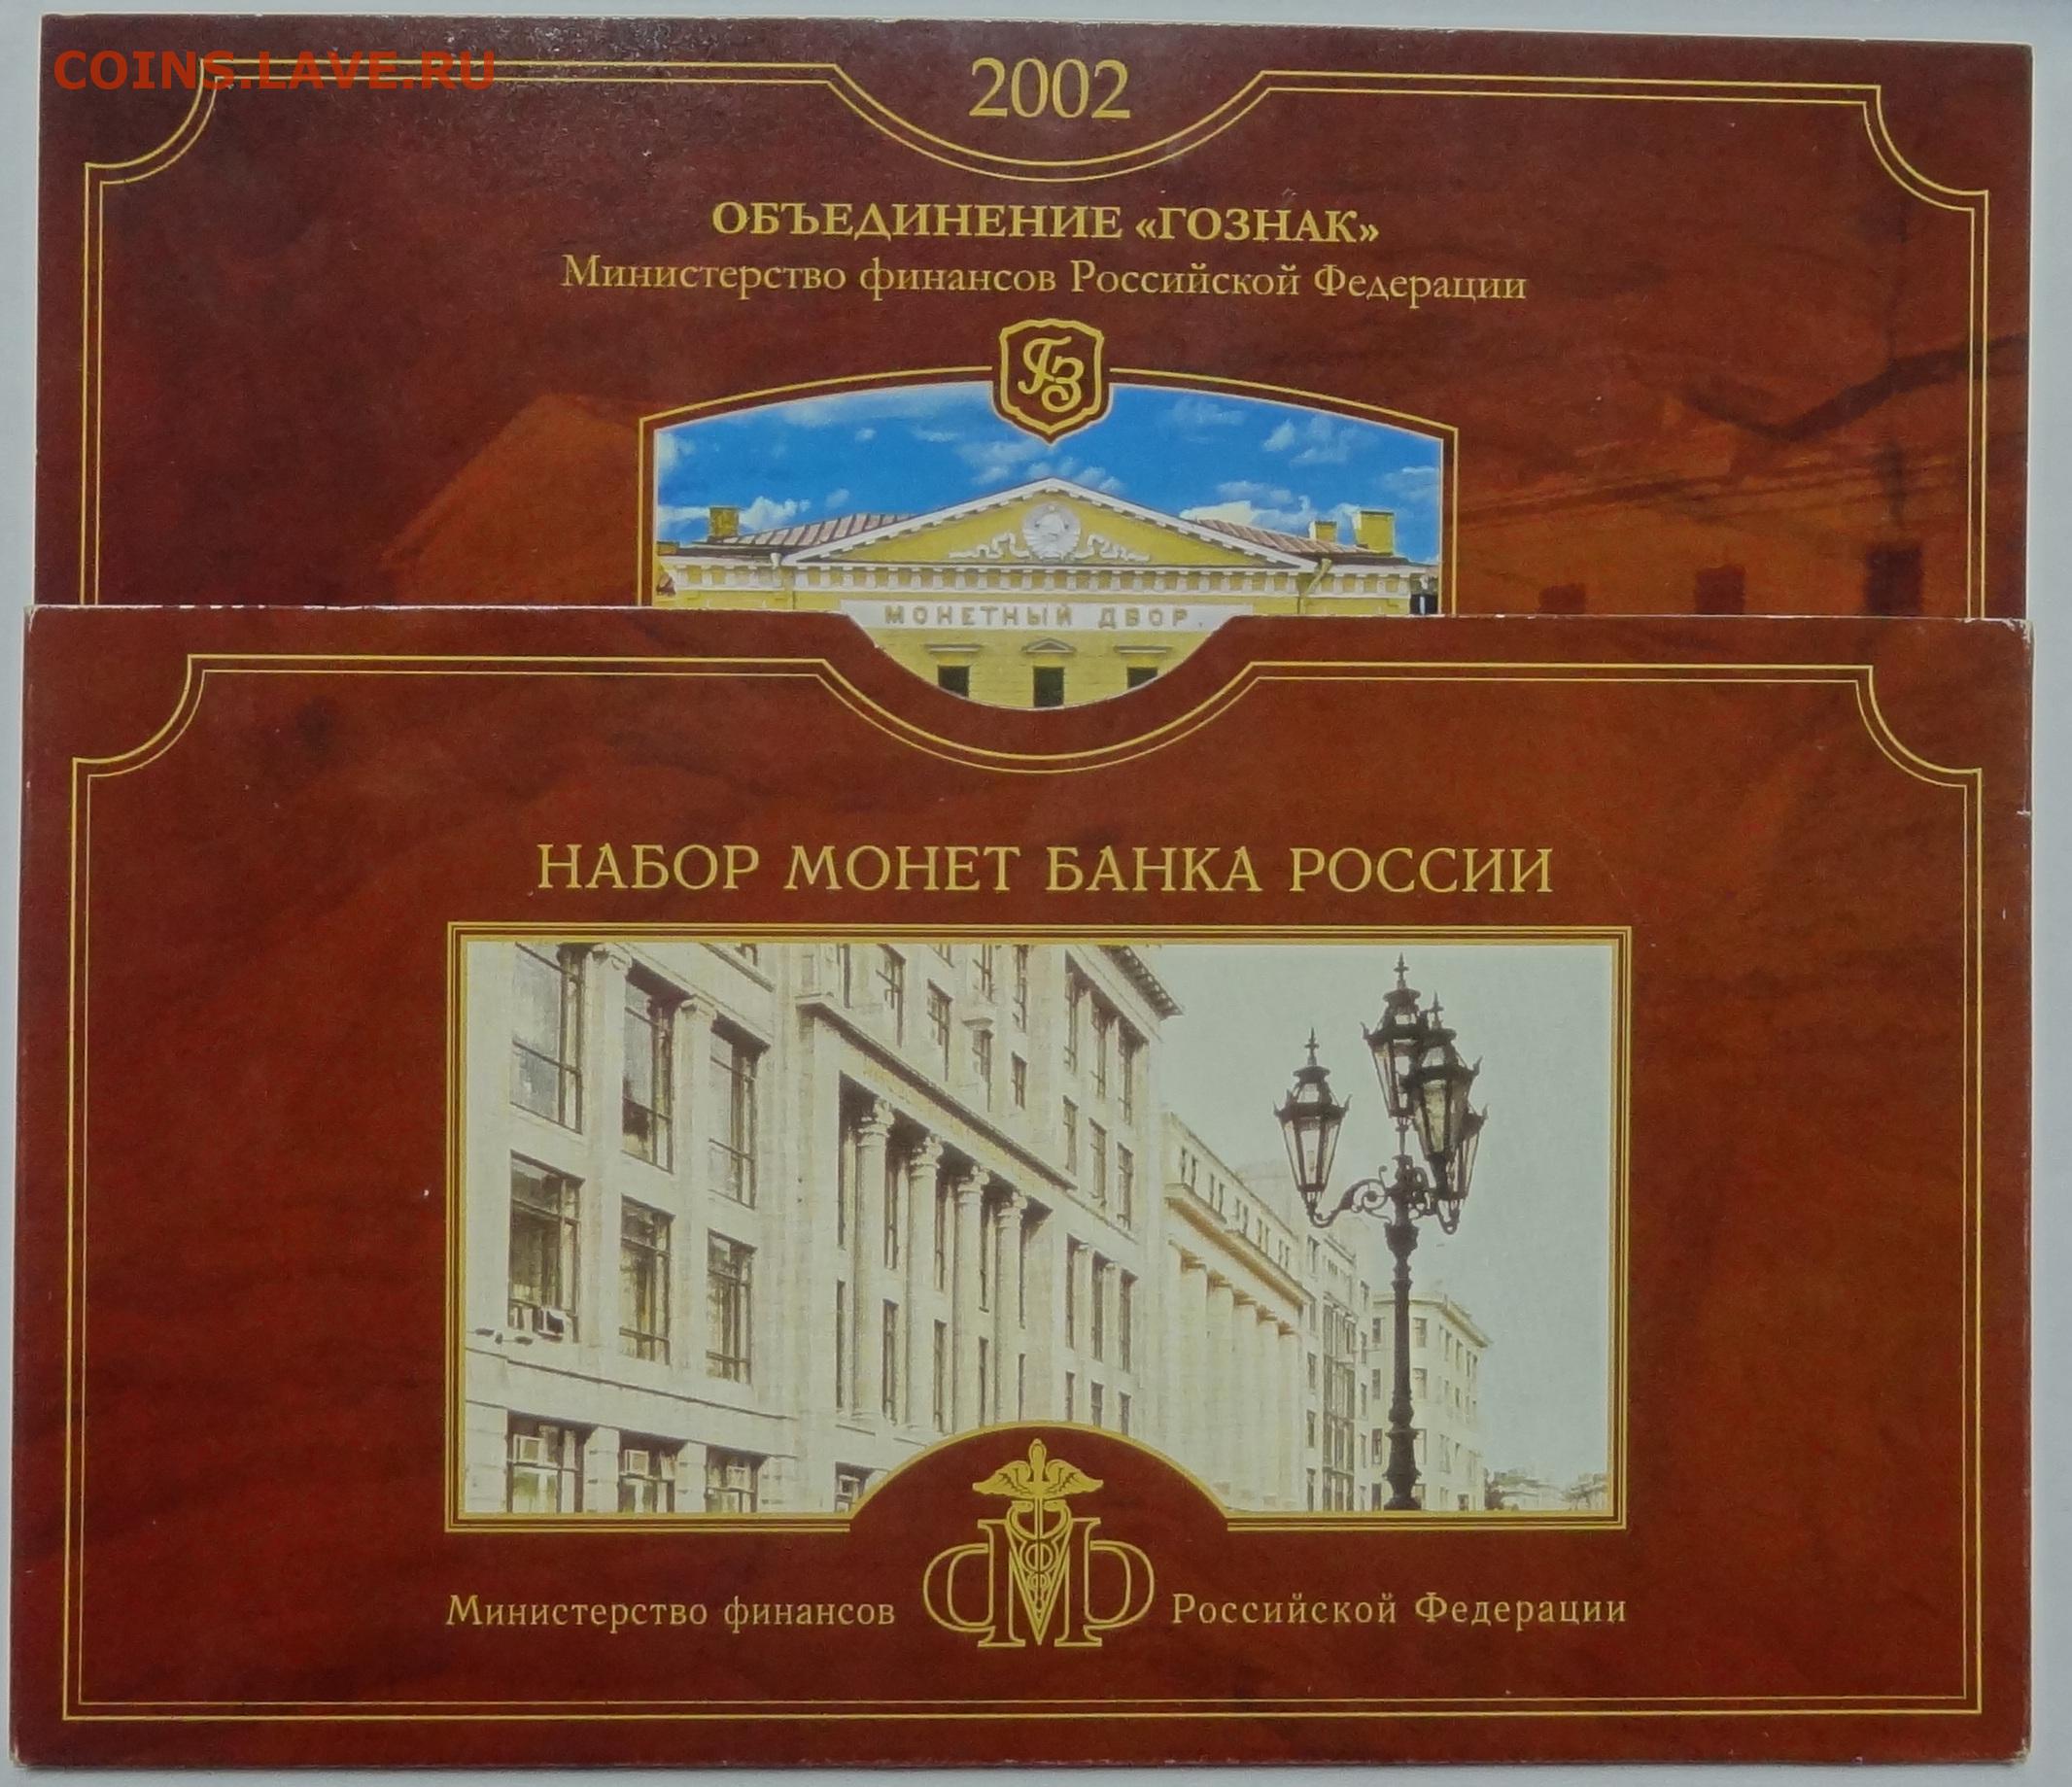 COINS.LAVE.RU
2002
ОБЪЕДИНЕНИЕ «ГОЗНАК»
Министерство финансов Российской Федерации
ГЗ
МОНЕТНЫЙ ДВОР
НАБОР МОНЕТ БАНКА РОССИИ
Министерство финансов МФ Российской Федерации